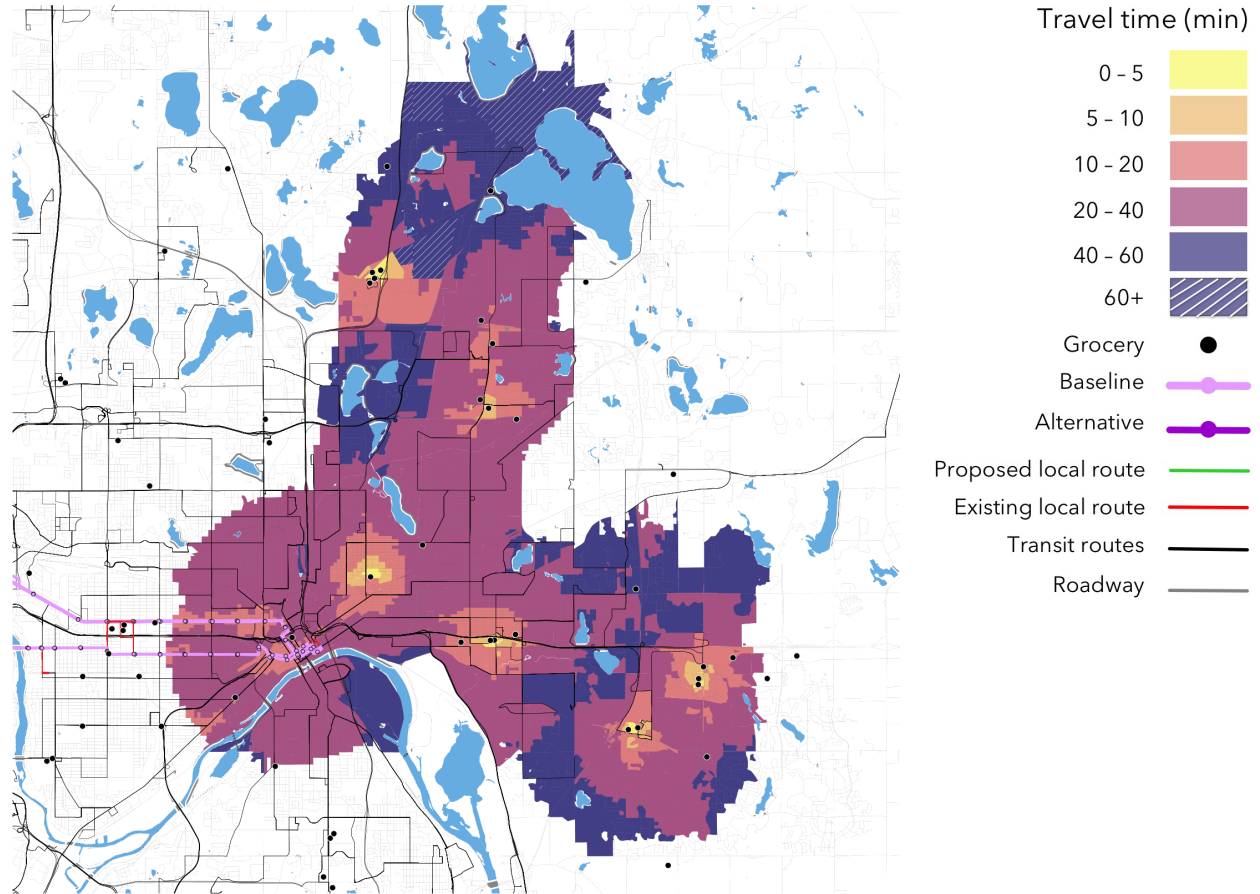 Travel time (min)
0 – 5
5 – 10
10 – 20
20 – 40
40 – 60
60+
Grocery
Baseline
Alternative
Proposed local route
Existing local route
Transit routes
Roadway